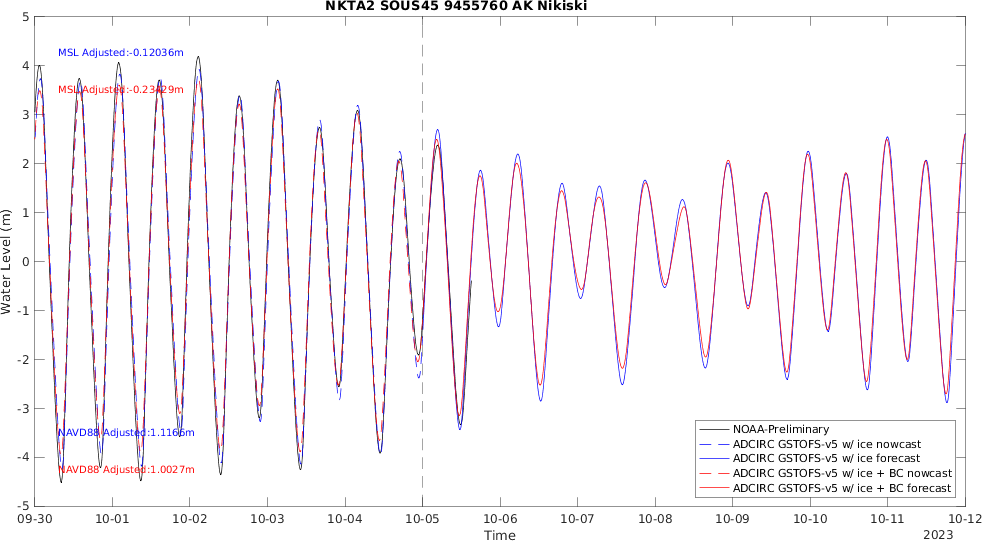 NKTA2 SOUS45 9455760 AK Nikiski
5
4
3
2
1
0
-1
-2
-3
-4
-5
Water Level (m)
MSL Adjusted:-0.12036m
MSL Adjusted:-0.23429m
NAVD88 Adjusted:1.1166m
NAVD88 Adjusted:1.0027m
NOAA-Preliminary
ADCIRC GSTOFS-v5 w/ ice nowcast
ADCIRC GSTOFS-v5 w/ ice forecast
ADCIRC GSTOFS-v5 w/ ice + BC nowcast
ADCIRC GSTOFS-v5 w/ ice + BC forecast
09-30 10-01 10-02 10-03 10-04 10-05 10-06 10-07 10-08 10-09 10-10 10-11 10-12
Time
2023